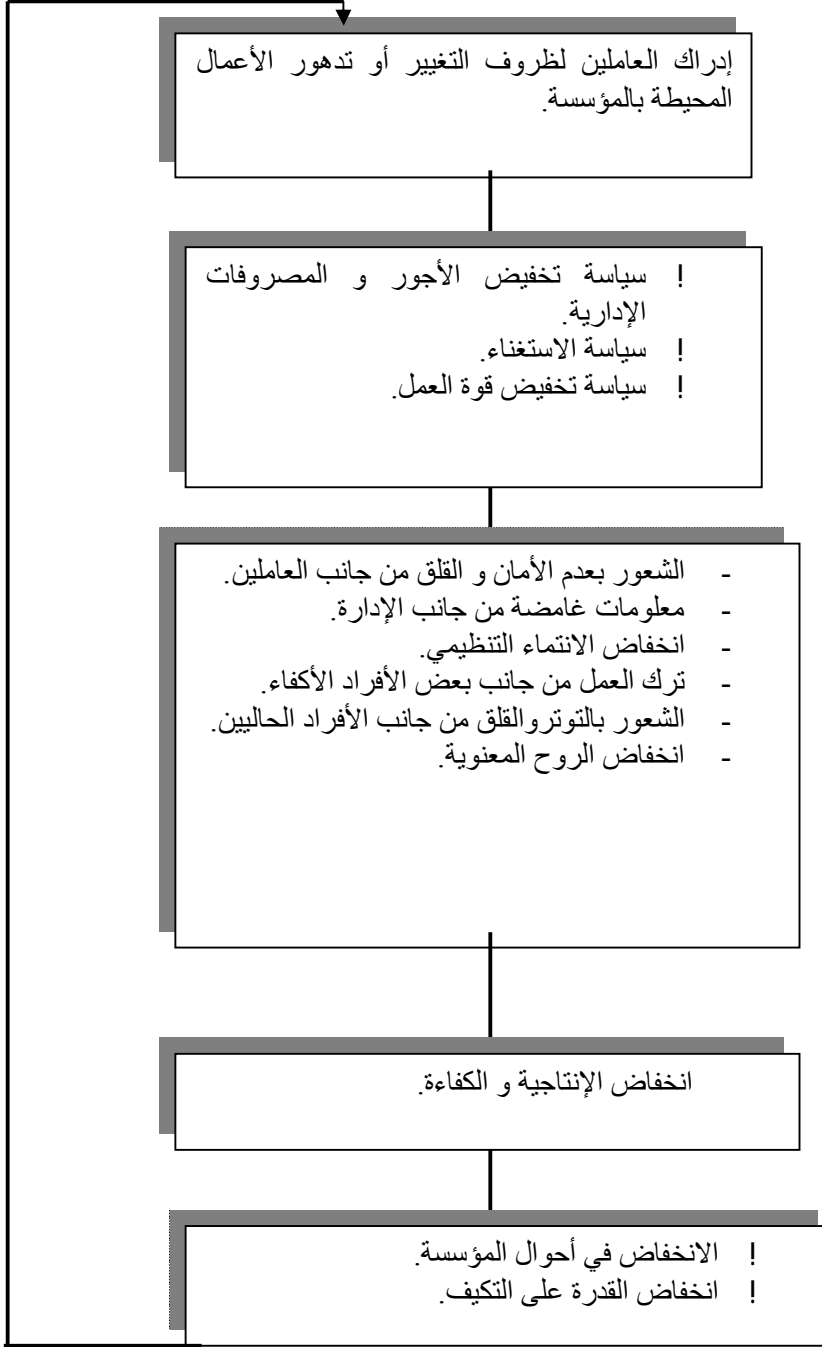 إدراك العاملين لظروف التغيير أو تدهور الأعمال
المحيطة بالمؤسسة.
! سياسة تخفيض الأجور و المصروفات
الإدارية.
! سياسة الاستغناء.
! سياسة تخفيض قوة العمل.
- الشعور بعدم الأمان و القلق من جانب العاملين.
- معلومات غامضة من جانب الإدارة.
- انخفاض الانتماء التنظيمي.
- ترك العمل من جانب بعض الأفراد الأكفاء.
- الشعور بالتوتروالقلق من جانب الأفراد الحاليين.
- انخفاض الروح المعنوية.
انخفاض الإنتاجية و الكفاءة.
! الانخفاض في أحوال المؤسسة.
! انخفاض القدرة على التكيف.